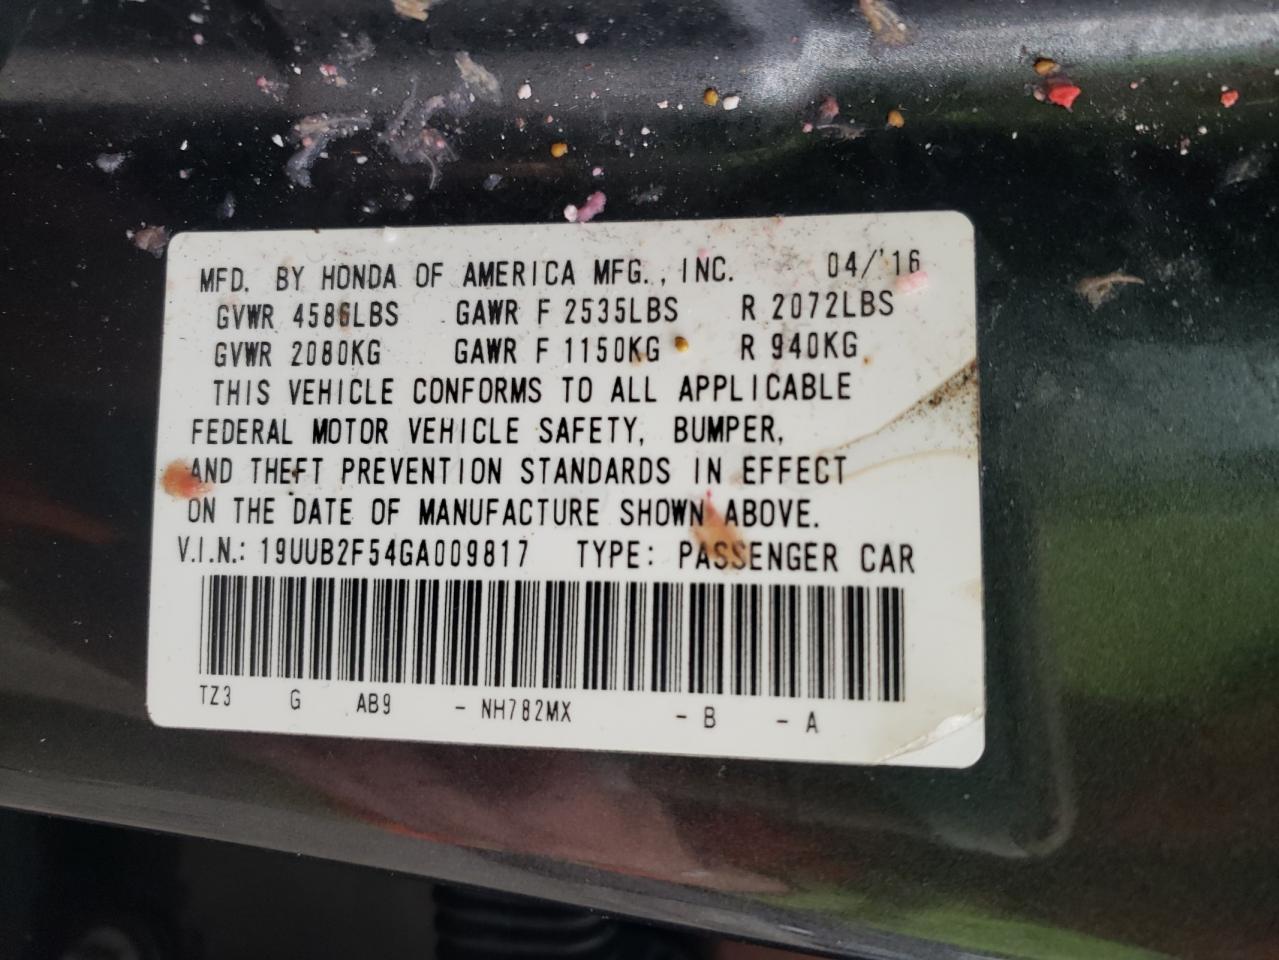 MFD. BY HONDA OF AMERICA MFG., INC. 04/'16
GVWR 4586LBS GAWR F 2535LBS R 2072LBS
GVWR 2080KG GAWR F 1150KG R 940KG
THIS VEHICLE CONFORMS TO ALL APPLICABLE
FEDERAL MOTOR VEHICLE SAFETY, BUMPER,
AND THEFT PREVENTION STANDARDS IN EFFECT
ON THE DATE OF MANUFACTURE SHOWN ABOVE.
V.I.N.: 19UUB2F54GA009817 TYPE: PASSENGER CAR
TZ3 G AB9 - NH782MX - B - A